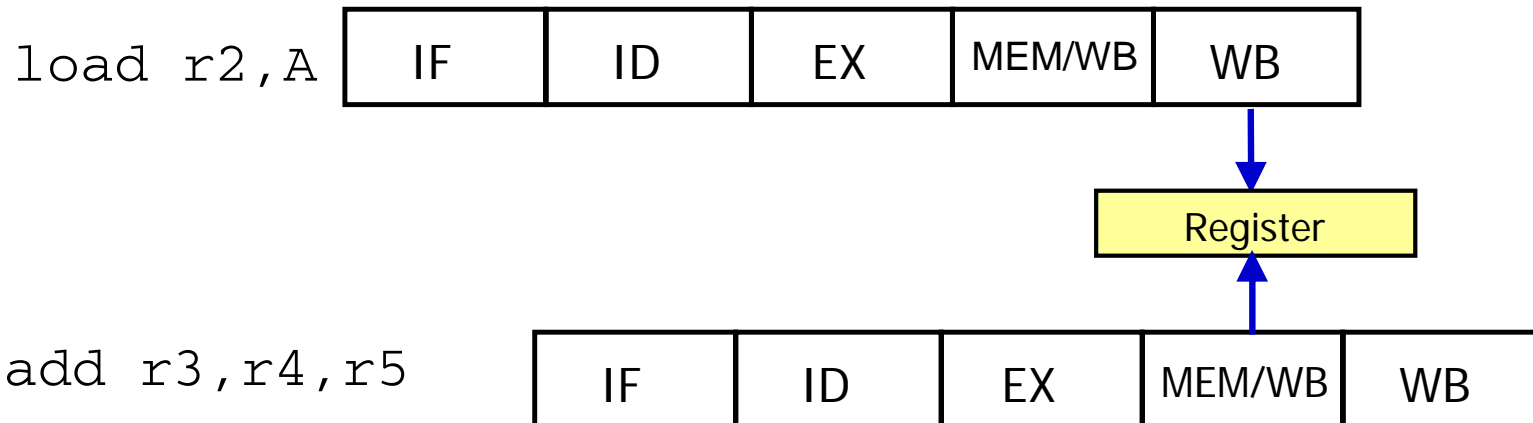 load r2,A IF ID EX MEM/WB WB
Register
add r3,r4,r5 IF ID EX MEM/WB WB